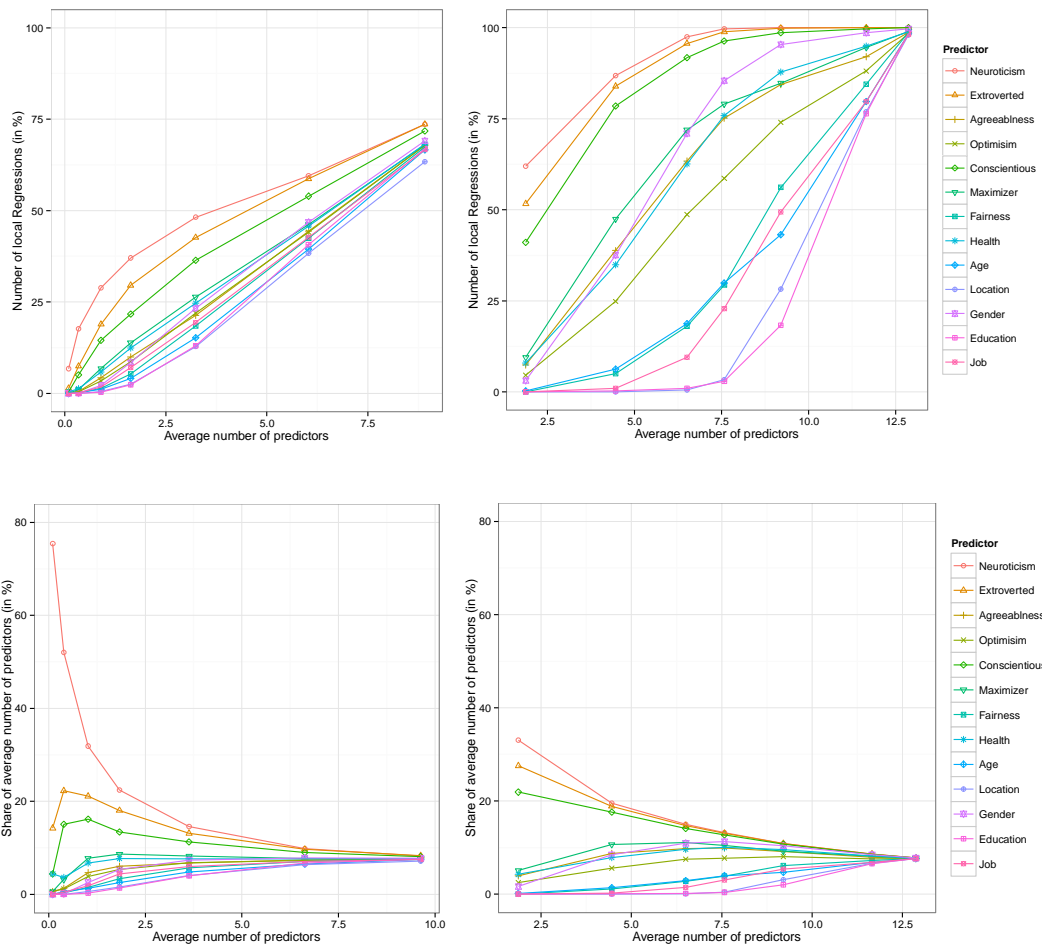 100
75
50
25
0
0.0
2.5
5.0
7.5
Average number of predictors
Number of local Regressions (in %)
100
75
50
25
0
2.5
5.0
7.5
10.0
12.5
Average number of predictors
Number of local Regressions (in %)
Predictor
Neuroticism
Extroverted
Agreeablness
Optimisim
Conscientious
Maximizer
Fairness
Health
Age
Location
Gender
Education
Job
80
60
40
20
0
0.0
2.5
5.0
7.5
10.0
Average number of predictors
Share of average number of predictors (in %)
80
60
40
20
0
2.5
5.0
7.5
10.0
12.5
Average number of predictors
Share of average number of predictors (in %)
Predictor
Neuroticism
Extroverted
Agreeablness
Optimisim
Conscientious
Maximizer
Fairness
Health
Age
Location
Gender
Education
Job